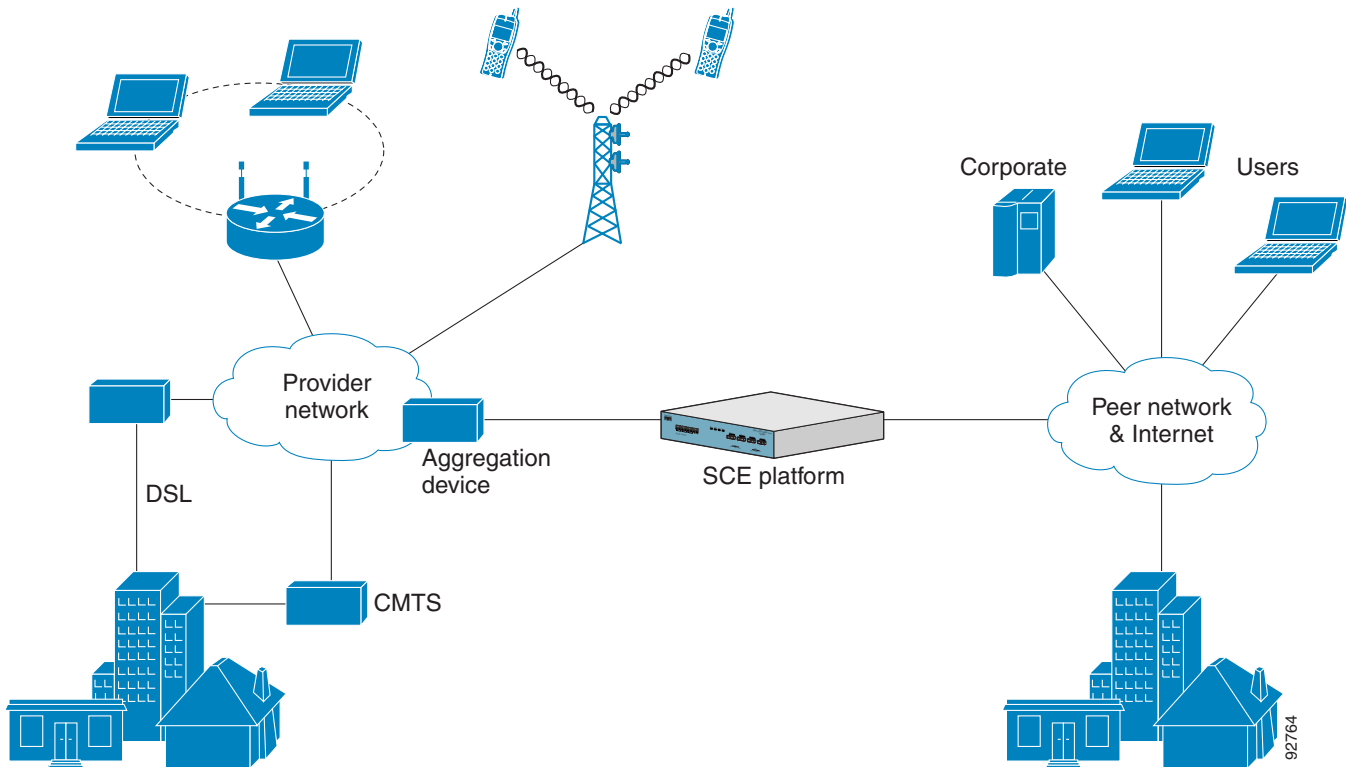 Corporate
Users
Provider
network
Peer network
& Internet
Aggregation
device
SCE platform
DSL
CMTS
92764